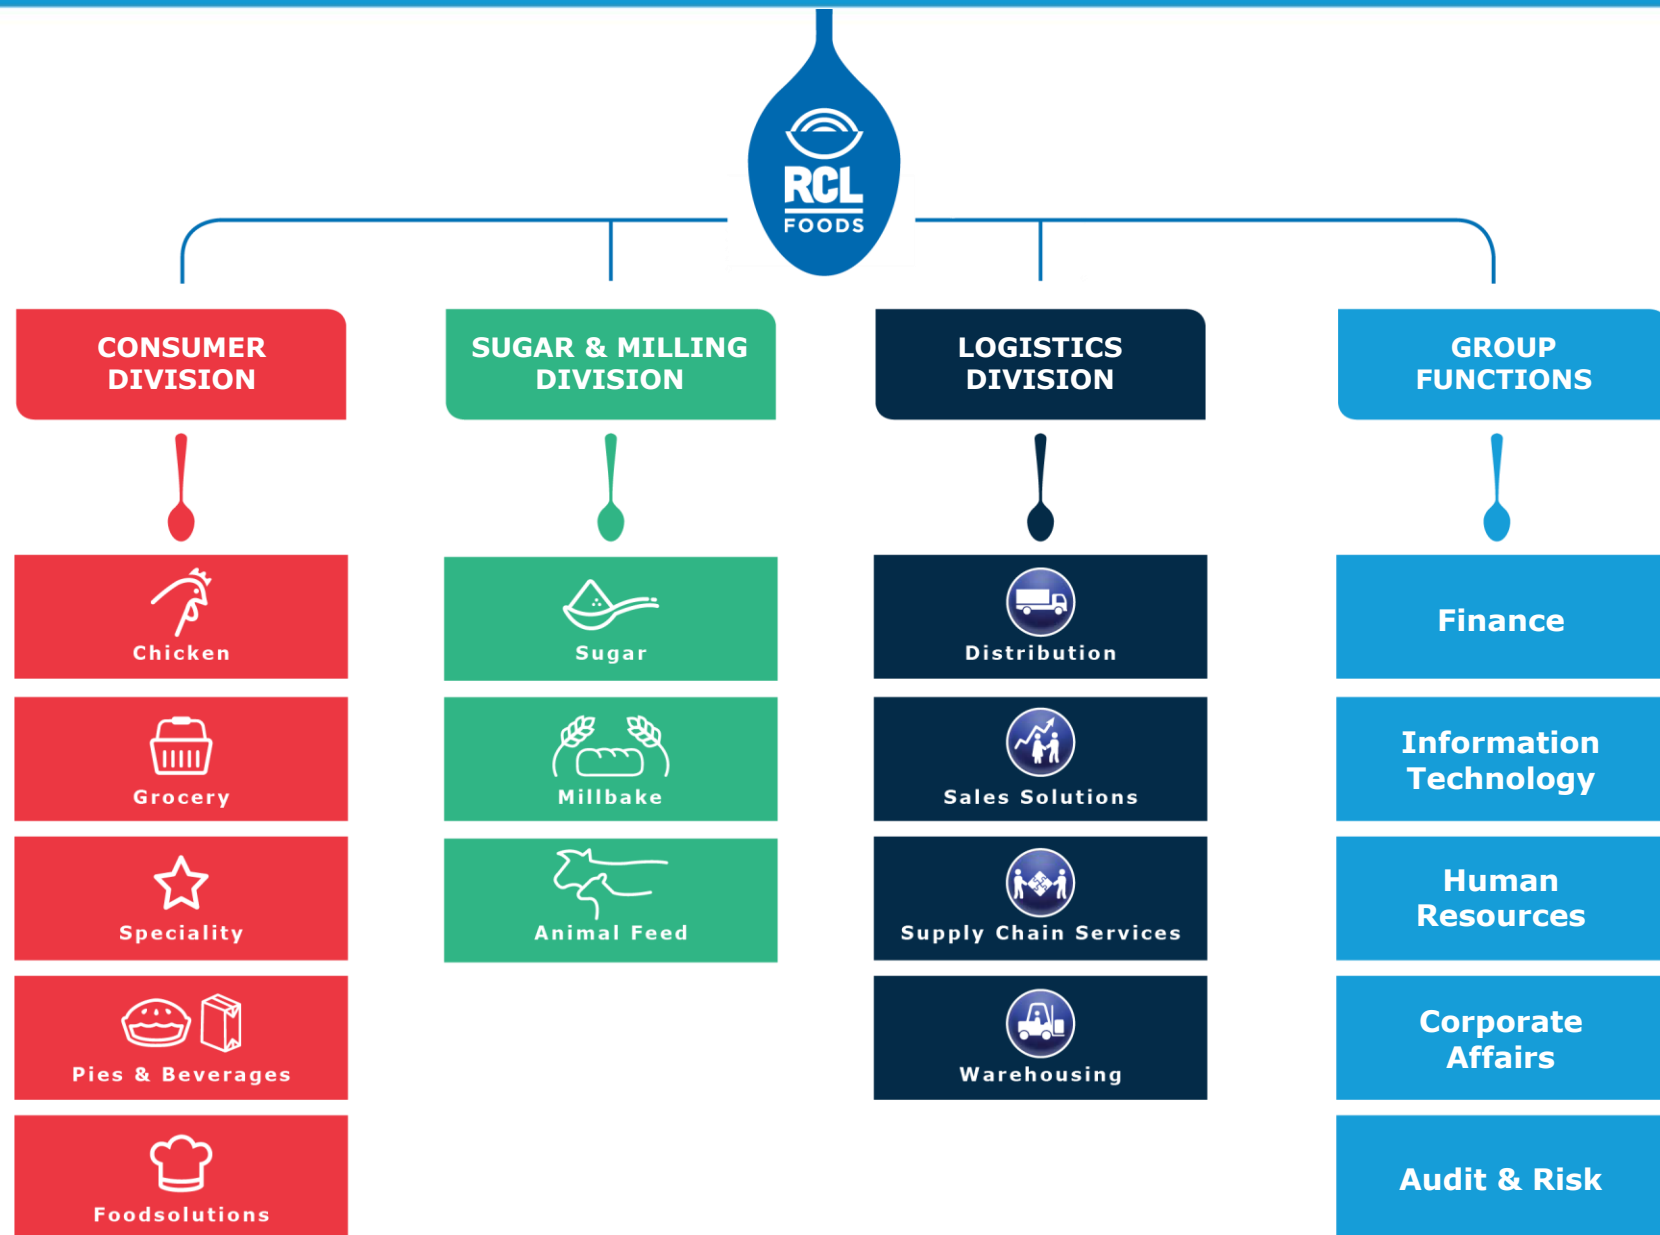 RCL
FOODS
CONSUMER
DIVISION
Chicken
Grocery
Speciality
Pies & Beverages
Foodsolutions
SUGAR & MILLING
DIVISION
Sugar
Millbake
Animal Feed
LOGISTICS
DIVISION
Distribution
Sales Solutions
Supply Chain Services
Warehousing
GROUP
FUNCTIONS
Finance
Information
Technology
Human
Resources
Corporate
Affairs
Audit & Risk